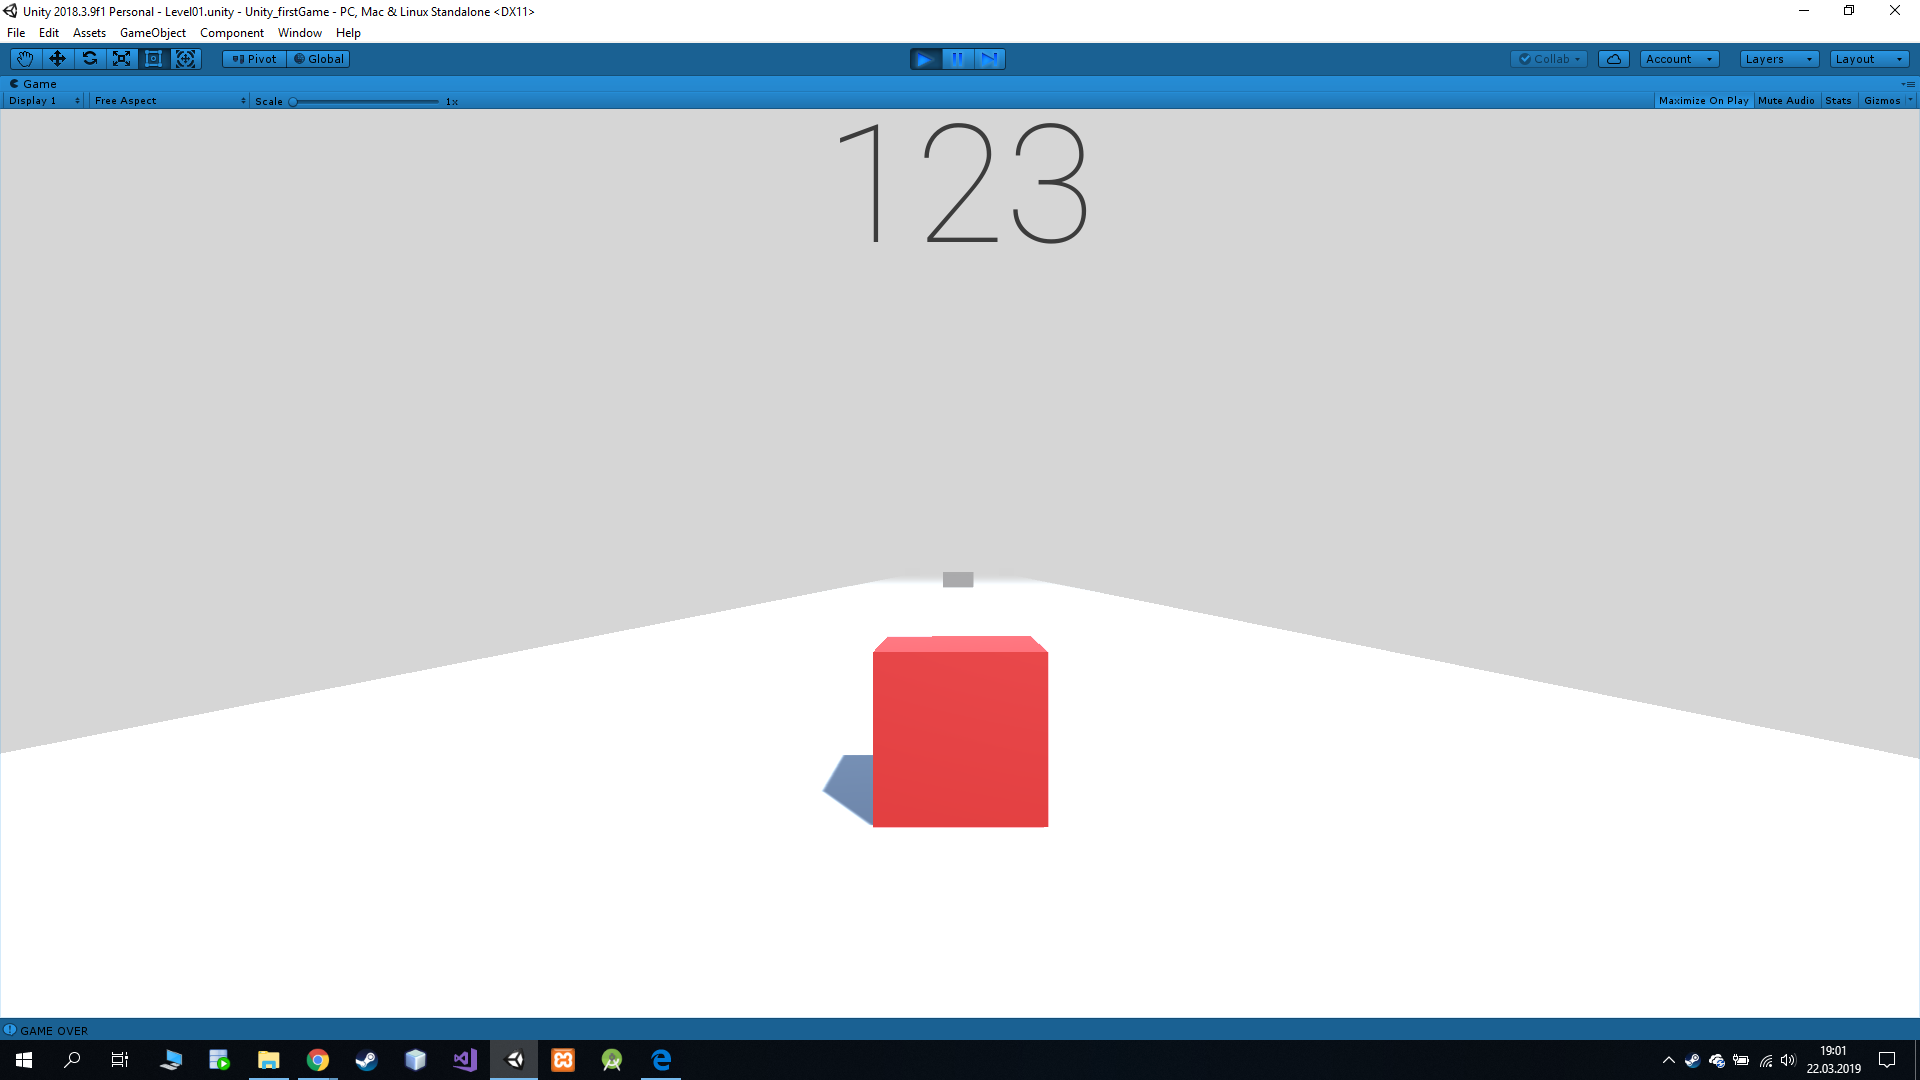 Unity 2018.3.9f1 Personal - Level01.unity - Unity_firstGame - PC, Mac & Linux Standalone <DX11>
File Edit Assets GameObject Component Window Help
Pivot Global Collab Account Layers Layout
Game
Display 1 Free Aspect Scale 1x Maximize On Play Mute Audio Stats Gizmos
123
GAME OVER
19:01
22.03.2019